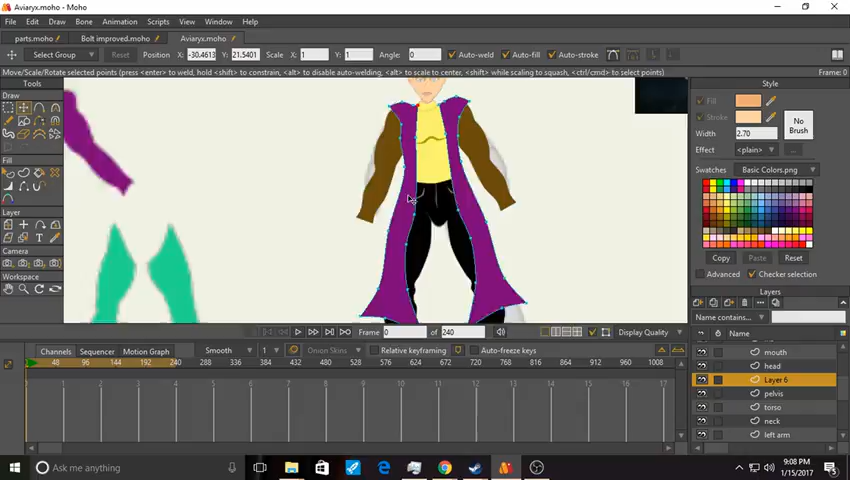 Aviaryx.moho - Moho
File Edit Draw Bones Animation Scripts View Window Help
parts.moho Bolt improved.moho Aviaryx.moho
Select Group Position X: -30.4613 Y: 21.5401 Scale X: 1 Y: 1 Angle: 0 Auto-weld Auto-fill Auto-stroke
Move/Scale/Rotate selected points (press <enter> to weld, hold <shift> to constrain, <alt> to disable auto-welding, <alt> to scale to center, <shift> while scaling to squash, <ctrl/cmd> to select points) Frame: 0
Tools
Draw
Fill
Layer
Camera
Workspace
Style
Fill
Stroke
No Brush
Width 2.70
Effect <plain> ...
Swatches Basic Colors.png
Copy Paste Reset
Advanced Checker selection
Layers
Name contains...
Name
mouth
head
Layer 6
pelvis
torso
neck
left arm
Frame 0 of 240 Display Quality
Channels Sequencer Motion Graph Smooth 1 Onion Skins Relative keyframing Auto-freeze keys
48 96 144 192 240 288 336 384 432 480 528 576 624 672 720 768 816 864 912 960 1008
0 1 2 3 4 5 6 7 8 9 10 11 12 13 14 15 16 17
Ask me anything
9:08 PM
1/15/2017